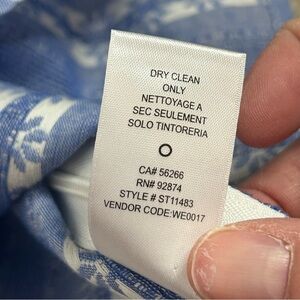 DRY CLEAN
ONLY
NETTOYAGE A
SEC SEULEMENT
SOLO TINTORERIA
CA# 56266
RN# 92874
STYLE # ST11483
VENDOR CODE:WE0017